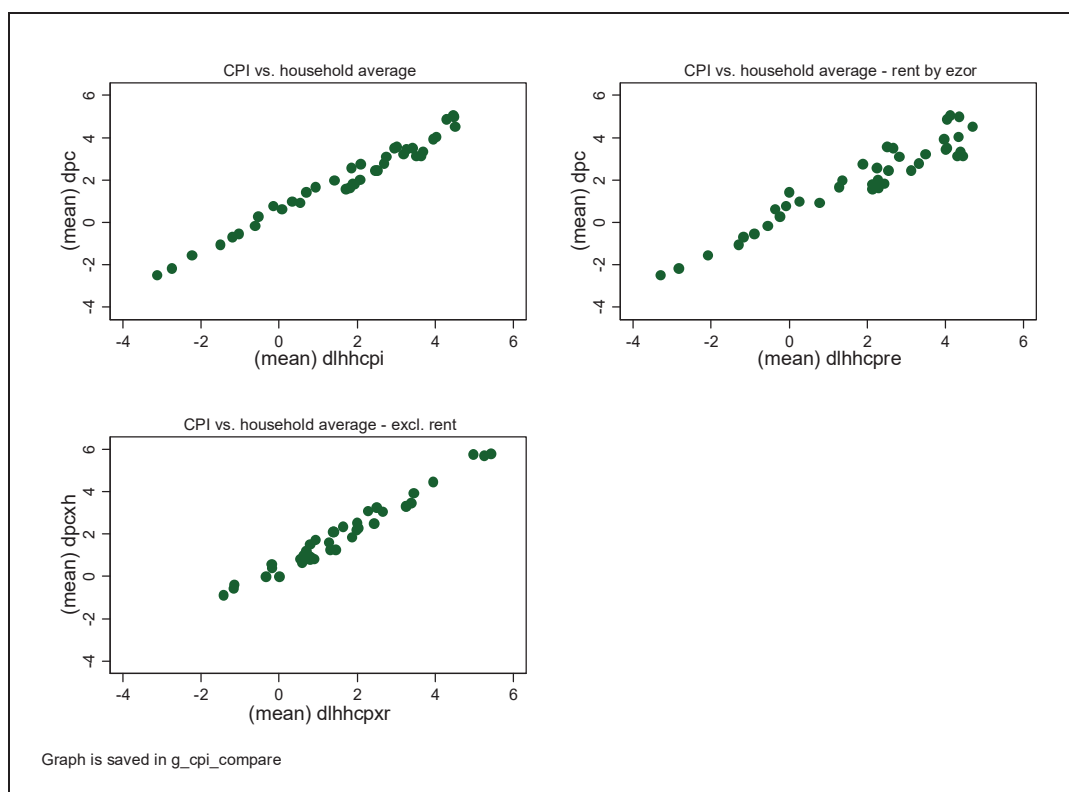 CPI vs. household average
6
4
2
0
-2
-4
(mean) dpc
-4 -2 0 2 4 6
(mean) dlhhcpi
CPI vs. household average - rent by ezor
6
4
2
0
-2
-4
(mean) dpc
-4 -2 0 2 4 6
(mean) dlhhcpre
CPI vs. household average - excl. rent
6
4
2
0
-2
-4
(mean) dpcxh
-4 -2 0 2 4 6
(mean) dlhhcpxr
Graph is saved in g_cpi_compare